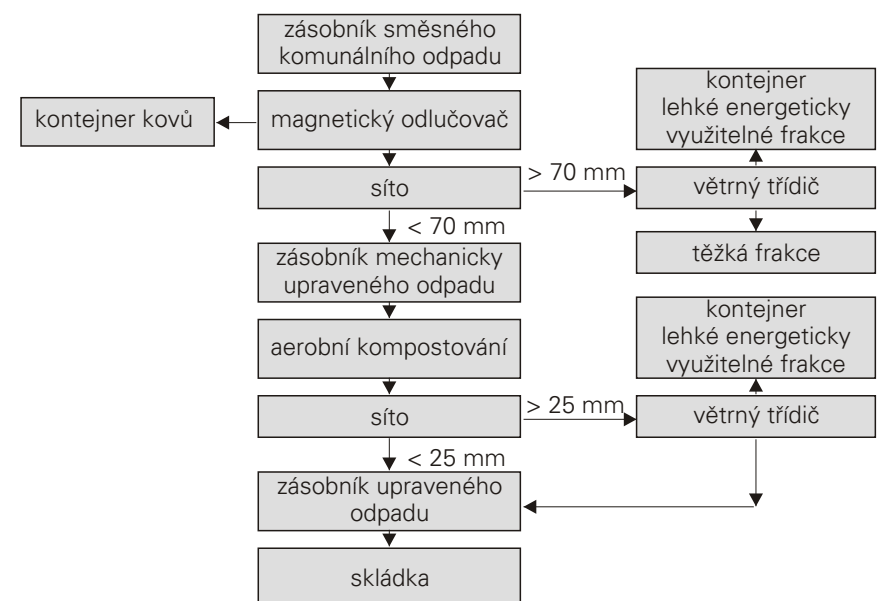 zásobník směsného
komunálního odpadu
kontejner
lehké energeticky
využitelné frakce
kontejner kovů
magnetický odlučovač
síto
> 70 mm
větrný třídič
< 70 mm
těžká frakce
zásobník mechanicky
upraveného odpadu
kontejner
lehké energeticky
využitelné frakce
aerobní kompostování
síto
> 25 mm
větrný třídič
< 25 mm
zásobník upraveného
odpadu
skládka